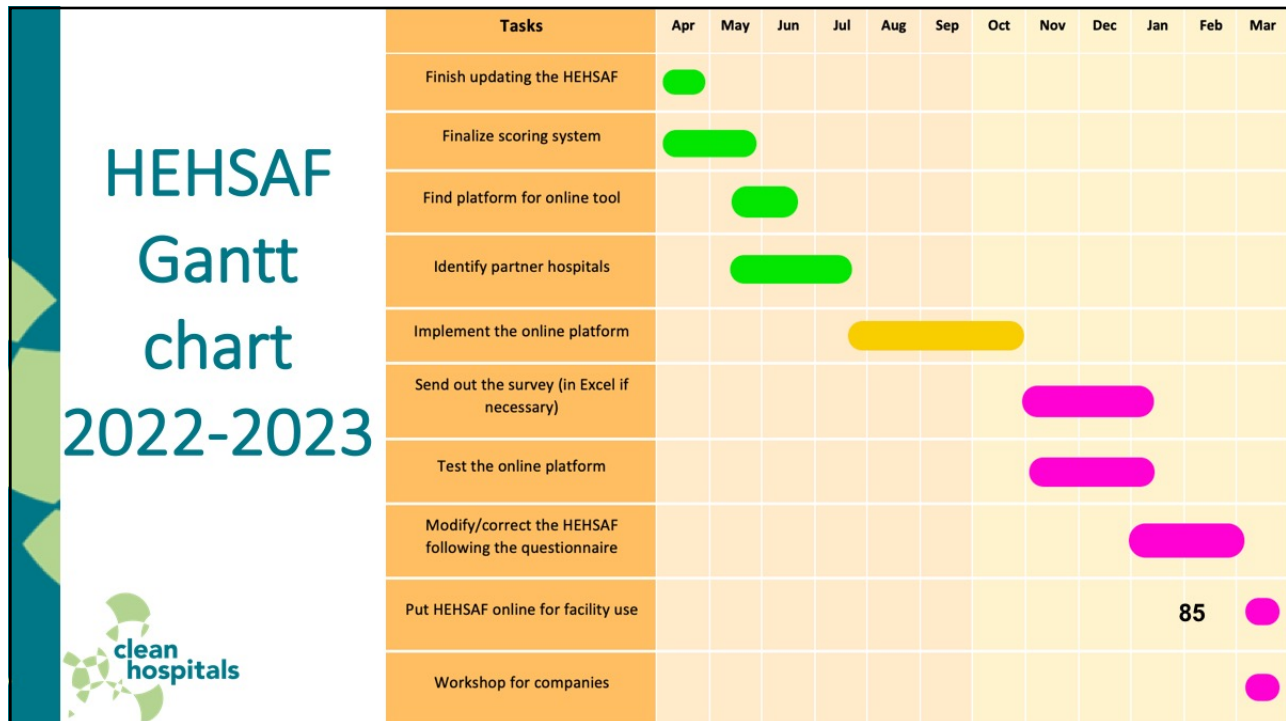 HEHSAF
Gantt
chart
2022-2023
clean
hospitals
Tasks Apr May Jun Jul Aug Sep Oct Nov Dec Jan Feb Mar
Finish updating the HEHSAF
Finalize scoring system
Find platform for online tool
Identify partner hospitals
Implement the online platform
Send out the survey (in Excel if
necessary)
Test the online platform
Modify/correct the HEHSAF
following the questionnaire
Put HEHSAF online for facility use 85
Workshop for companies